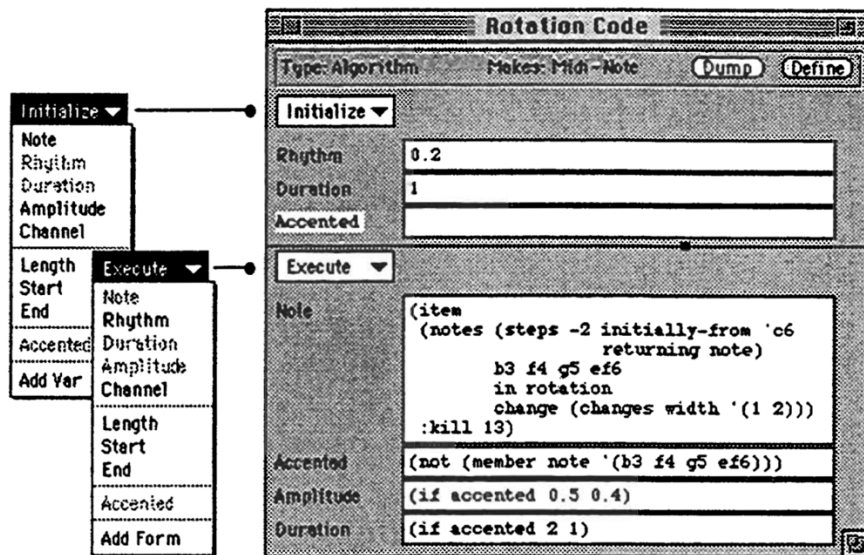 Rotation Code
Type: Algorithm Makes: Midi-Note Dump Define
Initialize
Rhythm 0.2
Duration 1
Accented
Execute
Note (item
(notes (steps -2 initially-from 'c6
returning note)
b3 f4 g5 ef6
in rotation
change (changes width '(1 2)))
:kill 13)
Accented (not (member note '(b3 f4 g5 ef6)))
Amplitude (if accented 0.5 0.4)
Duration (if accented 2 1)
Initialize
Note
Rhythm
Duration
Amplitude
Channel
Length
Start
End
Accented
Add Var
Execute
Note
Rhythm
Duration
Amplitude
Channel
Length
Start
End
Accented
Add Form